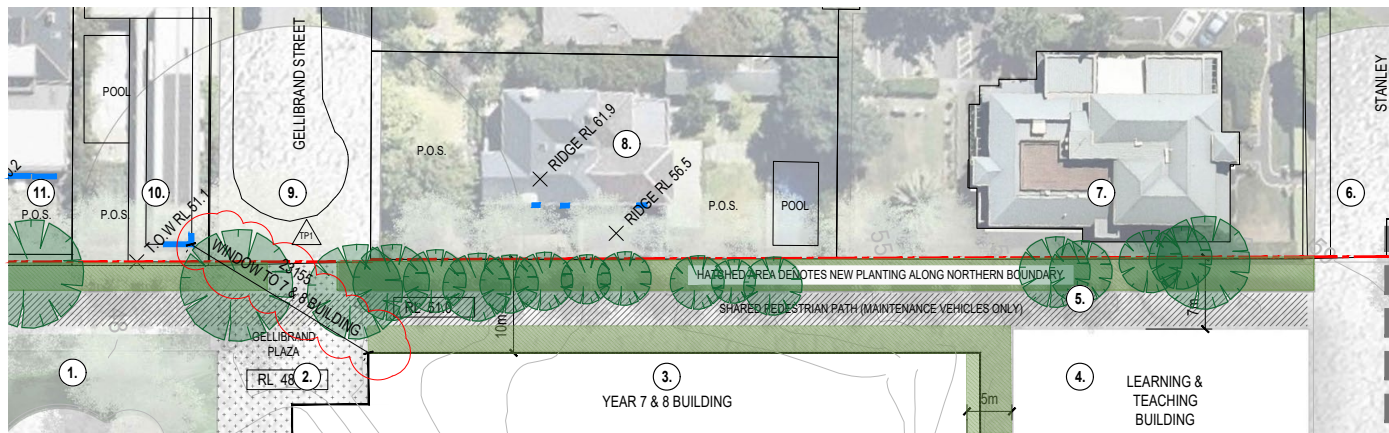 GELLIBRAND STREET
STANLEY
POOL
RIDGE RL 61.9
P.O.S.
8.
RIDGE RL 56.5
11.
10.
9.
7.
6.
P.O.S.
P.O.S.
P.O.S.
POOL
T.O.W RL 51.1
TP1
23155
WINDOW TO 7 & 8 BUILDING
HATCHED AREA DENOTES NEW PLANTING ALONG NORTHERN BOUNDARY
5.
RL 51.0
SHARED PEDESTRIAN PATH (MAINTENANCE VEHICLES ONLY)
7m
10m
GELLIBRAND
PLAZA
1.
RL 48
2.
3.
4.
YEAR 7 & 8 BUILDING
5m
LEARNING &
TEACHING
BUILDING
55
50